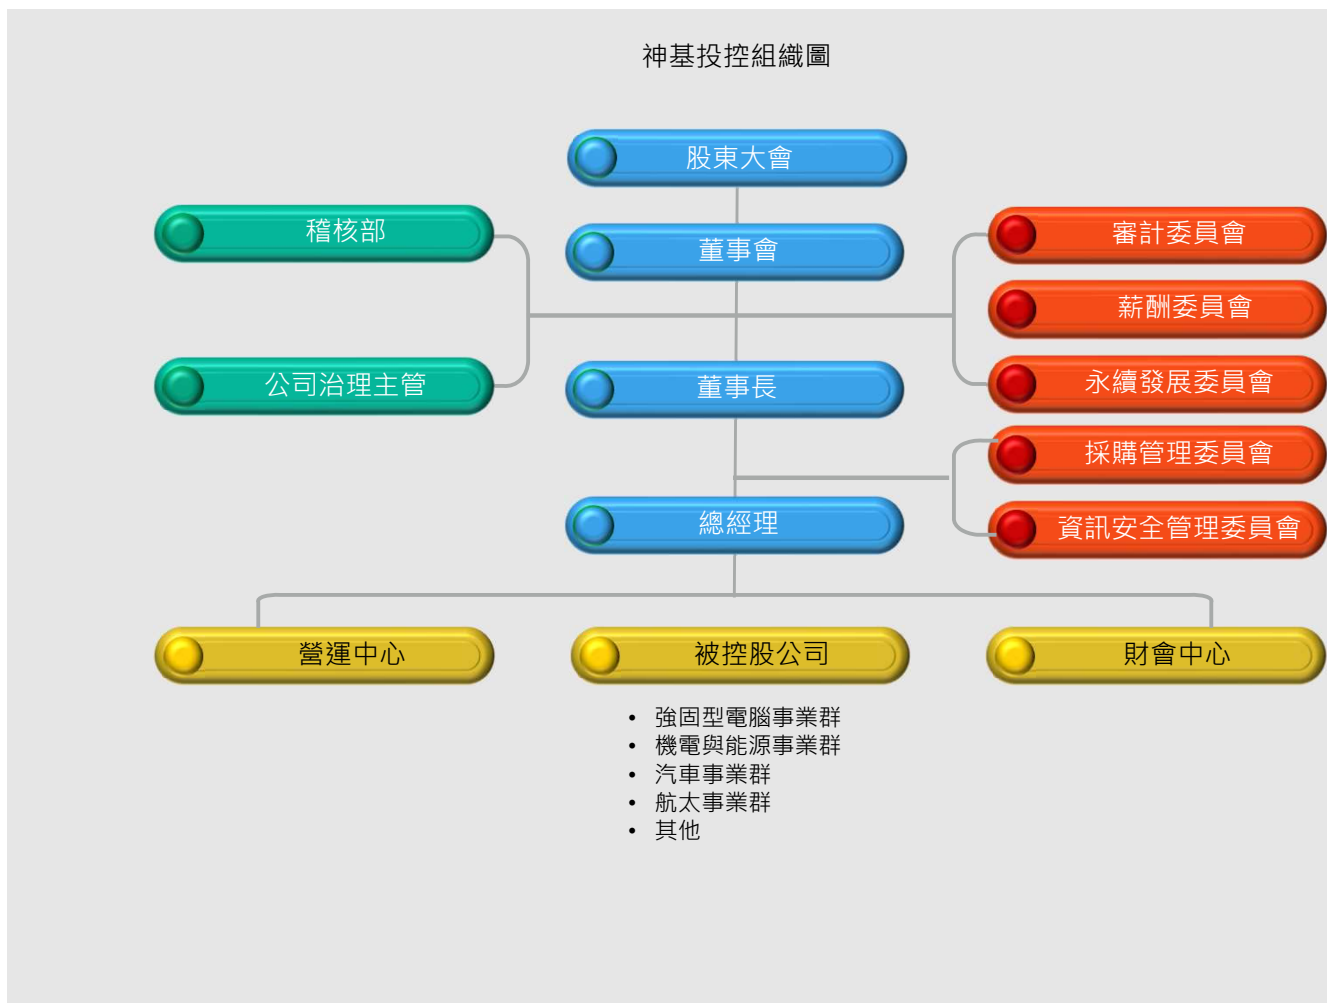 神基投控組織圖
股東大會
稽核部
董事會
審計委員會
薪酬委員會
公司治理主管
董事長
永續發展委員會
採購管理委員會
總經理
資訊安全管理委員會
營運中心
被控股公司
財會中心
• 強固型電腦事業群
• 機電與能源事業群
• 汽車事業群
• 航太事業群
• 其他